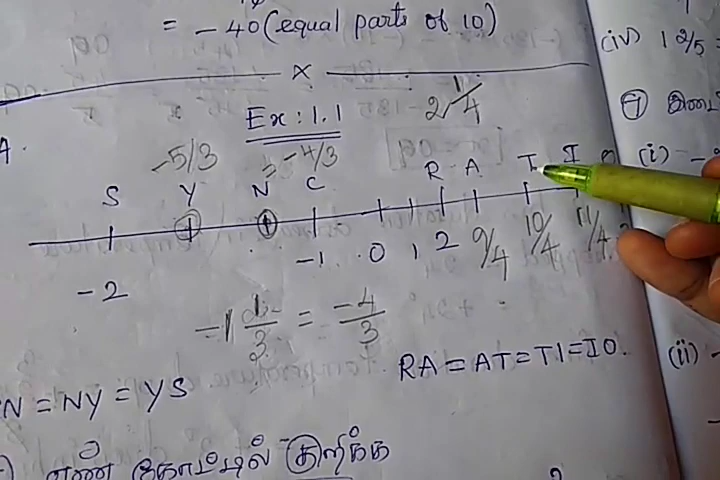 = -40 (equal parts of 10)
(iv) 1 2/5 =
x
Ex: 1.1
2 1/4
A.
-5/3
= -4/3
(i) -
S Y N C R A T I O
-2 -1 0 1 2 9/4 10/4 11/4
-1 1/3 = -4/3
RA = AT = TI = IO.
(ii) -
N = NY = YS
எண் கோட்டில் குறிக்க